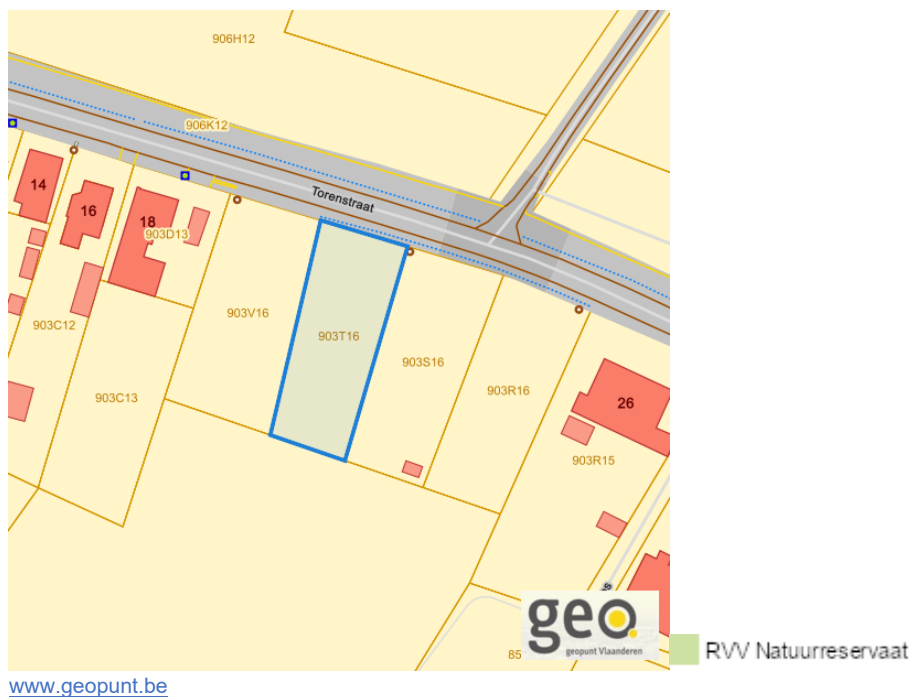 906H12
906K12
Torenstraat
14
16
18
903D13
903V16
903C12
903T16
903S16
903C13
903R16
26
903R15
85
geo.
geopunt Vlaanderen
RVV Natuurreservaat
www.geopunt.be